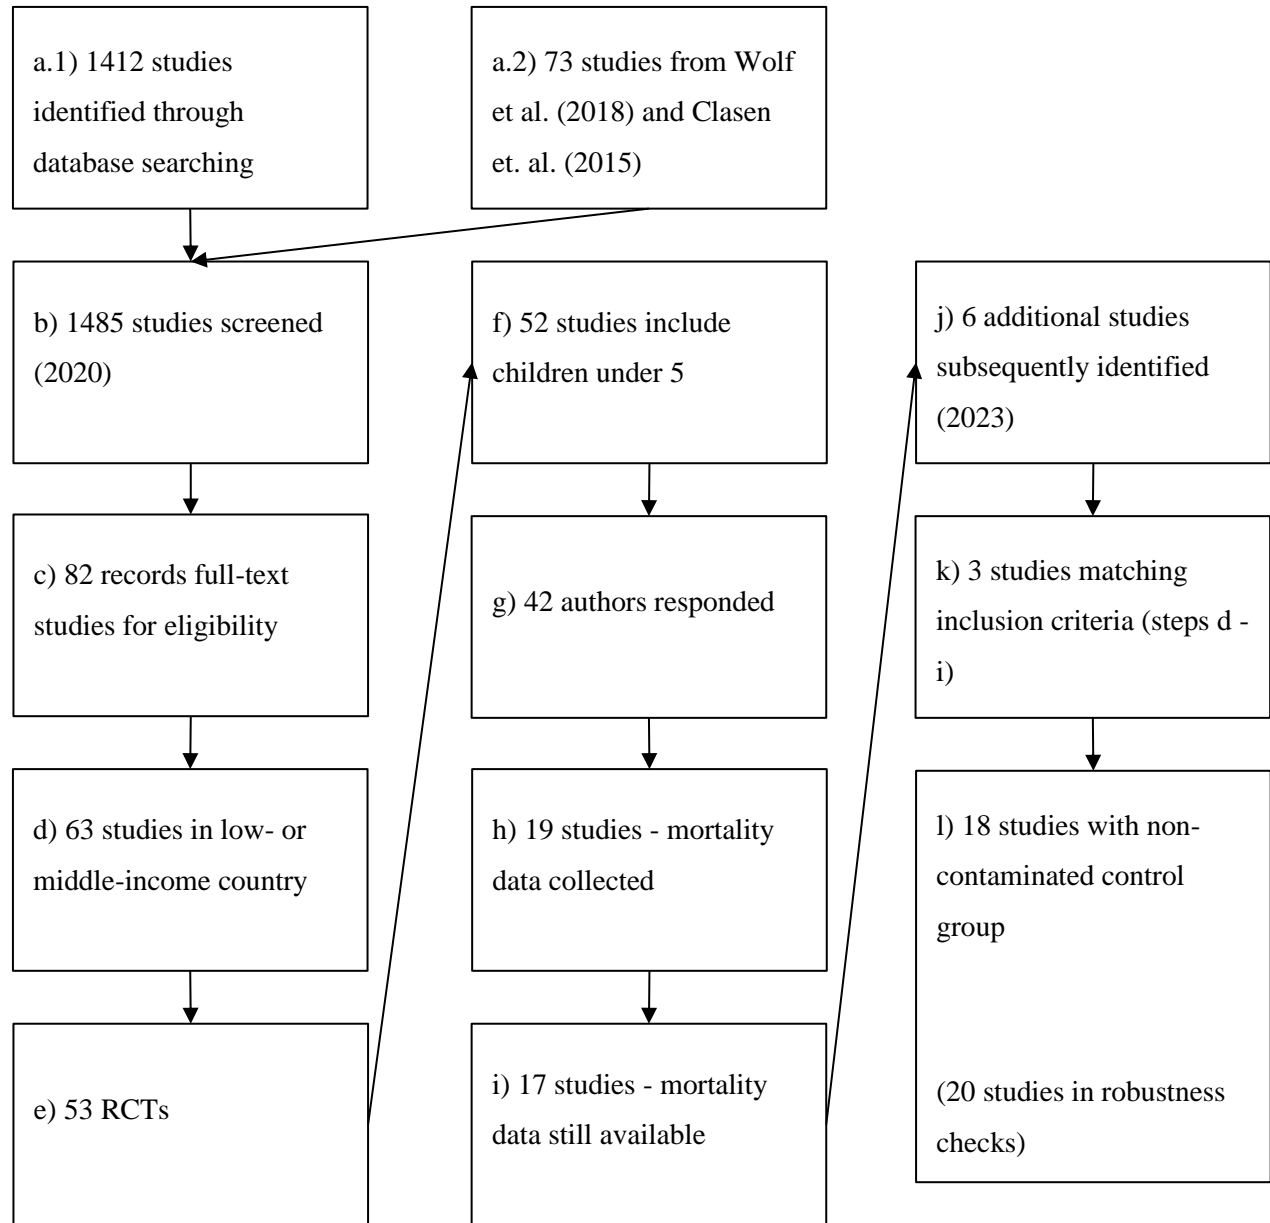 a.1) 1412 studies
identified through
database searching
a.2) 73 studies from Wolf
et al. (2018) and Clasen
et. al. (2015)
b) 1485 studies screened
(2020)
c) 82 records full-text
studies for eligibility
d) 63 studies in low- or
middle-income country
e) 53 RCTs
f) 52 studies include
children under 5
g) 42 authors responded
h) 19 studies - mortality
data collected
i) 17 studies - mortality
data still available
j) 6 additional studies
subsequently identified
(2023)
k) 3 studies matching
inclusion criteria (steps d -
i)
l) 18 studies with non-
contaminated control
group
(20 studies in robustness
checks)